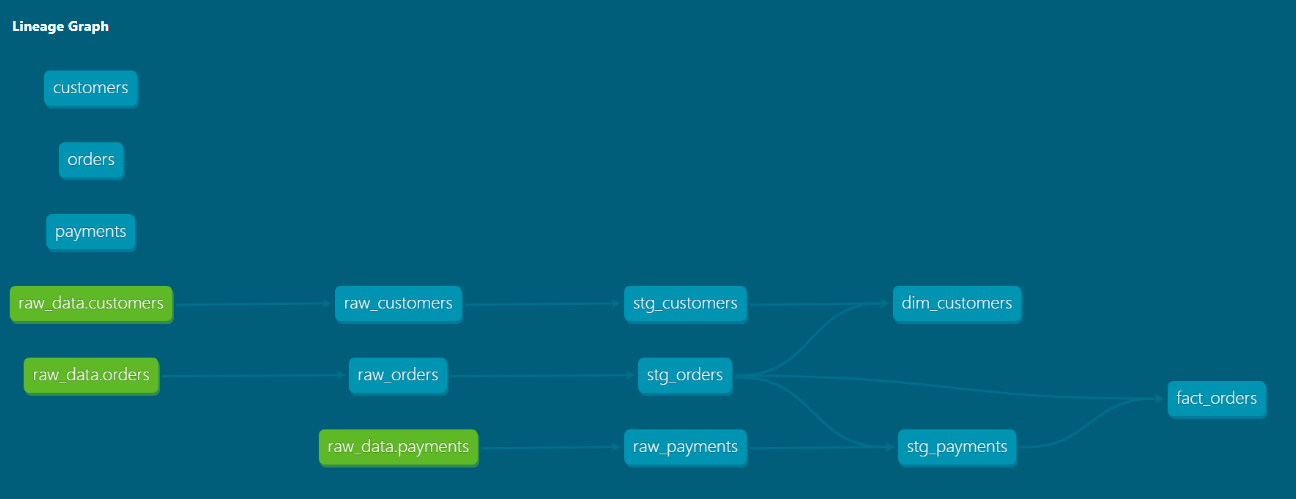 Lineage Graph
customers
orders
payments
raw_data.customers
raw_customers
stg_customers
dim_customers
raw_data.orders
raw_orders
stg_orders
fact_orders
raw_data.payments
raw_payments
stg_payments